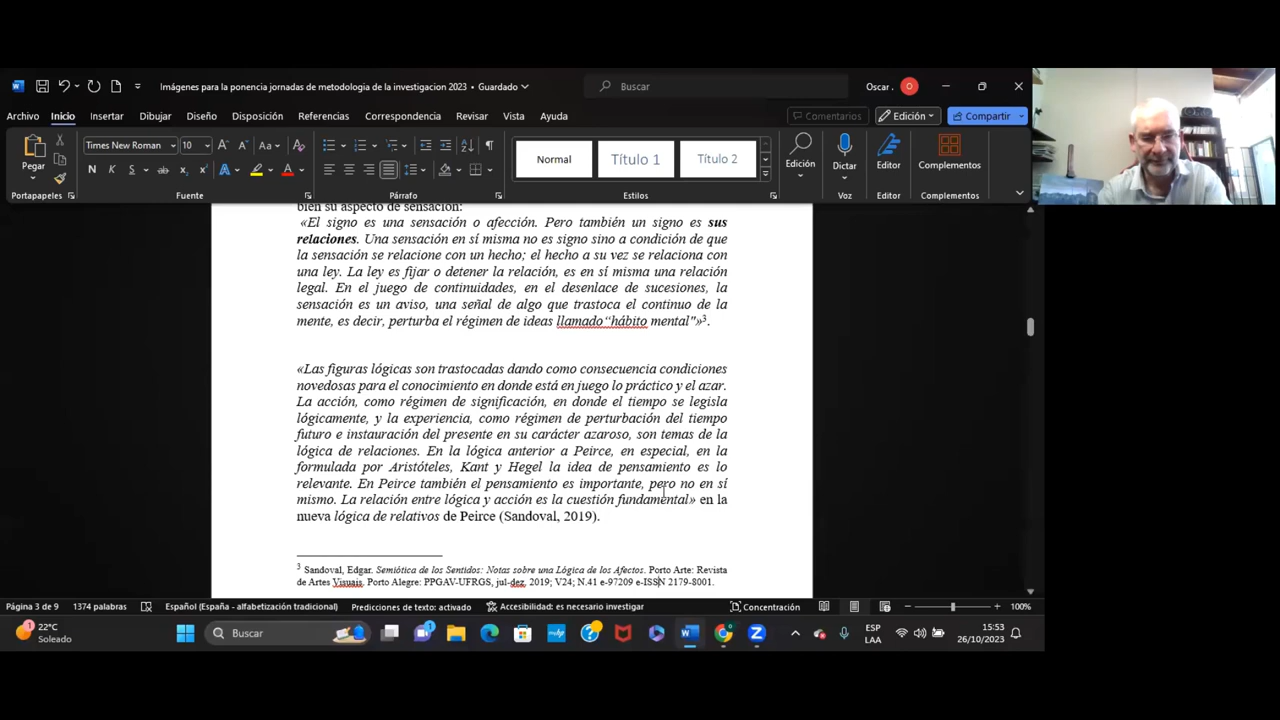 Imágenes para la ponencia jornadas de metodologia de la investigacion 2023 • Guardado
Buscar
Oscar . O
Archivo Inicio Insertar Dibujar Diseño Disposición Referencias Correspondencia Revisar Vista Ayuda
Comentarios Edición Compartir
Pegar
Times New Roman 10
Normal Título 1 Título 2
Edición Dictar Editor Complementos
Portapapeles Fuente Párrafo Estilos Voz Editor Complementos
bién su aspecto de sensación:
«El signo es una sensación o afección. Pero también un signo es sus
relaciones. Una sensación en sí misma no es signo sino a condición de que
la sensación se relacione con un hecho; el hecho a su vez se relaciona con
una ley. La ley es fijar o detener la relación, es en sí misma una relación
legal. En el juego de continuidades, en el desenlace de sucesiones, la
sensación es un aviso, una señal de algo que trastoca el continuo de la
mente, es decir, perturba el régimen de ideas llamado“hábito mental"»3.
«Las figuras lógicas son trastocadas dando como consecuencia condiciones
novedosas para el conocimiento en donde está en juego lo práctico y el azar.
La acción, como régimen de significación, en donde el tiempo se legisla
lógicamente, y la experiencia, como régimen de perturbación del tiempo
futuro e instauración del presente en su carácter azaroso, son temas de la
lógica de relaciones. En la lógica anterior a Peirce, en especial, en la
formulada por Aristóteles, Kant y Hegel la idea de pensamiento es lo
relevante. En Peirce también el pensamiento es importante, pero no en sí
mismo. La relación entre lógica y acción es la cuestión fundamental» en la
nueva lógica de relativos de Peirce (Sandoval, 2019).
3 Sandoval, Edgar. Semiótica de los Sentidos: Notas sobre una Lógica de los Afectos. Porto Arte: Revista
de Artes Visuais. Porto Alegre: PPGAV-UFRGS, jul-dez, 2019; V24; N.41 e-97209 e-ISSN 2179-8001.
Página 3 de 9 1374 palabras Español (España - alfabetización tradicional) Predicciones de texto: activado Accesibilidad: es necesario investigar Concentración 100%
22°C
Soleado
Buscar
ESP
LAA
15:53
26/10/2023